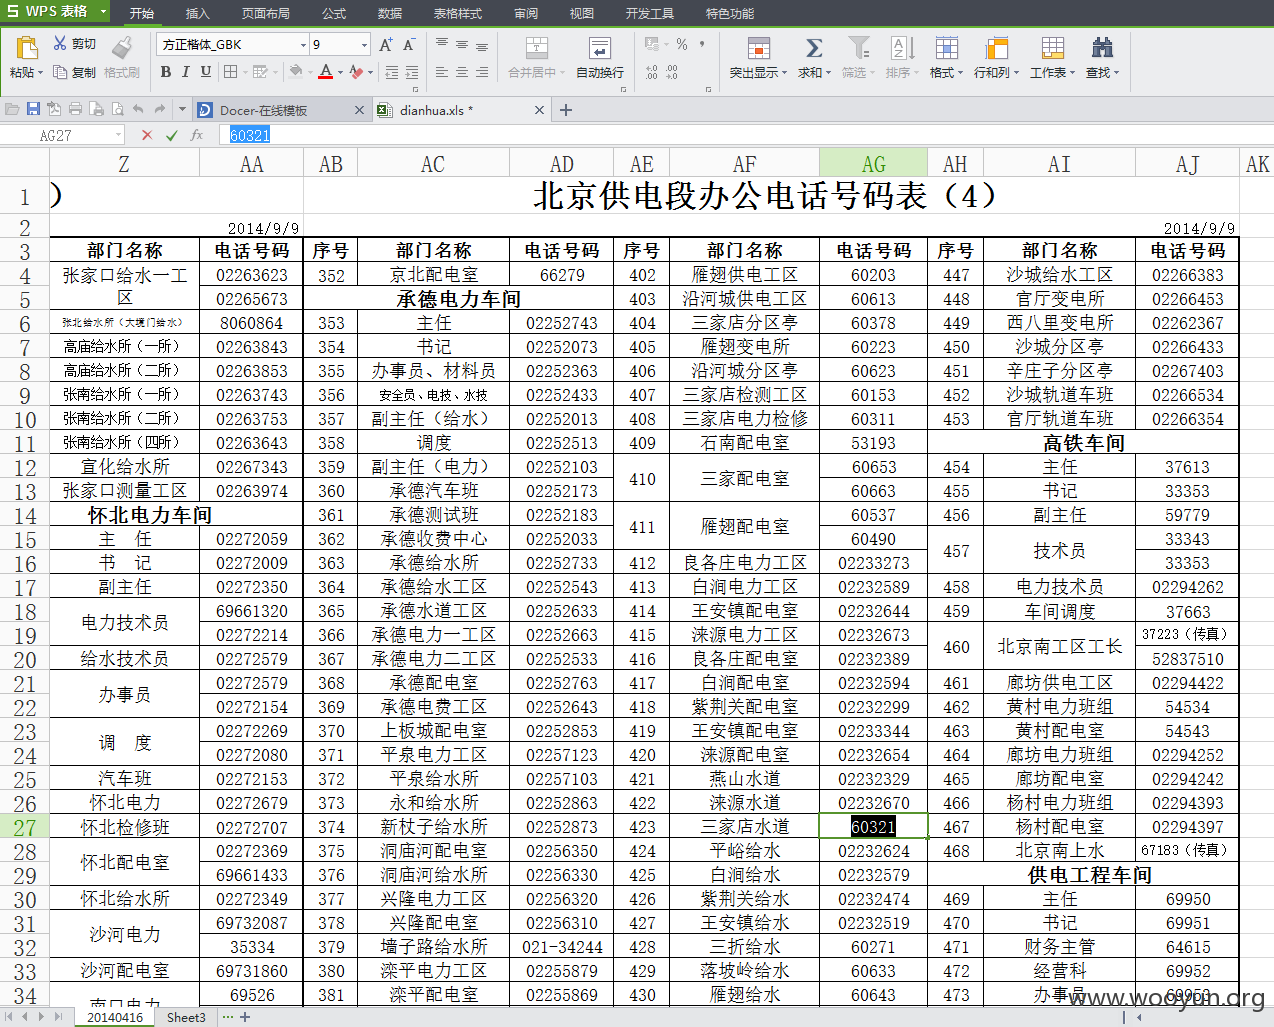 WPS 表格 开始 插入 页面布局 公式 数据 表格样式 审阅 视图 开发工具 特色功能
粘贴 剪切 复制 格式刷 方正楷体_GBK 9 B I U A 合并居中 自动换行 % 突出显示 求和 筛选 排序 格式 行和列 工作表 查找
Docer-在线模板 dianhua.xls *
AG27 fx 60321
Z AA AB AC AD AE AF AG AH AI AJ AK
1 ） 北京供电段办公电话号码表（4）
2 2014/9/9 2014/9/9
3 部门名称 电话号码 序号 部门名称 电话号码 序号 部门名称 电话号码 序号 部门名称 电话号码
4 张家口给水一工区 02263623 352 京北配电室 66279 402 雁翅供电工区 60203 447 沙城给水工区 02266383
5 02265673 承德电力车间 403 沿河城供电工区 60613 448 官厅变电所 02266453
6 张北给水所（大境门给水） 8060864 353 主任 02252743 404 三家店分区亭 60378 449 西八里变电所 02262367
7 高庙给水所（一所） 02263843 354 书记 02252073 405 雁翅变电所 60223 450 沙城分区亭 02266433
8 高庙给水所（二所） 02263853 355 办事员、材料员 02252363 406 沿河城分区亭 60623 451 辛庄子分区亭 02267403
9 张南给水所（一所） 02263743 356 安全员、电技、水技 02252433 407 三家店检测工区 60153 452 沙城轨道车班 02266534
10 张南给水所（二所） 02263753 357 副主任（给水） 02252013 408 三家店电力检修 60311 453 官厅轨道车班 02266354
11 张南给水所（四所） 02263643 358 调度 02252513 409 石南配电室 53193 高铁车间
12 宣化给水所 02267343 359 副主任（电力） 02252103 410 三家配电室 60653 454 主任 37613
13 张家口测量工区 02263974 360 承德汽车班 02252173 60663 455 书记 33353
14 怀北电力车间 361 承德测试班 02252183 411 雁翅配电室 60537 456 副主任 59779
15 主 任 02272059 362 承德收费中心 02252033 60490 457 技术员 33343
16 书 记 02272009 363 承德给水所 02252733 412 良各庄电力工区 02233273 33353
17 副主任 02272350 364 承德给水工区 02252543 413 白涧电力工区 02232589 458 电力技术员 02294262
18 电力技术员 69661320 365 承德水道工区 02252633 414 王安镇配电室 02232644 459 车间调度 37663
19 02272214 366 承德电力一工区 02252663 415 涞源电力工区 02232673 460 北京南工区工长 37223（传真）
20 给水技术员 02272579 367 承德电力二工区 02252533 416 良各庄配电室 02232389 52837510
21 办事员 02272579 368 承德配电室 02252763 417 白涧配电室 02232594 461 廊坊供电工区 02294422
22 02272154 369 承德电费工区 02252643 418 紫荆关配电室 02232299 462 黄村电力班组 54534
23 调 度 02272269 370 上板城配电室 02252853 419 王安镇配电室 02233344 463 黄村配电室 54543
24 02272080 371 平泉电力工区 02257123 420 涞源配电室 02232654 464 廊坊电力班组 02294252
25 汽车班 02272153 372 平泉给水所 02257103 421 燕山水道 02232329 465 廊坊配电室 02294242
26 怀北电力 02272679 373 永和给水所 02252863 422 涞源水道 02232670 466 杨村电力班组 02294393
27 怀北检修班 02272707 374 新杖子给水所 02252873 423 三家店水道 60321 467 杨村配电室 02294397
28 怀北配电室 02272369 375 洞庙河配电室 02256350 424 平峪给水 02232624 468 北京南上水 67183（传真）
29 69661433 376 洞庙河给水所 02256330 425 白涧给水 02232579 供电工程车间
30 怀北给水所 02272349 377 兴隆电力工区 02256320 426 紫荆关给水 02232474 469 主任 69950
31 沙河电力 69732087 378 兴隆配电室 02256310 427 王安镇给水 02232519 470 书记 69951
32 35334 379 墙子路给水所 021-34244 428 三折给水 60271 471 财务主管 64615
33 沙河配电室 69731860 380 滦平电力工区 02255879 429 落坡岭给水 60633 472 经营科 69952
34 南口电力 69526 381 滦平配电室 02255869 430 雁翅给水 60643 473 办事员 69953
www.wooyun.org
20140416 Sheet3 ··· +